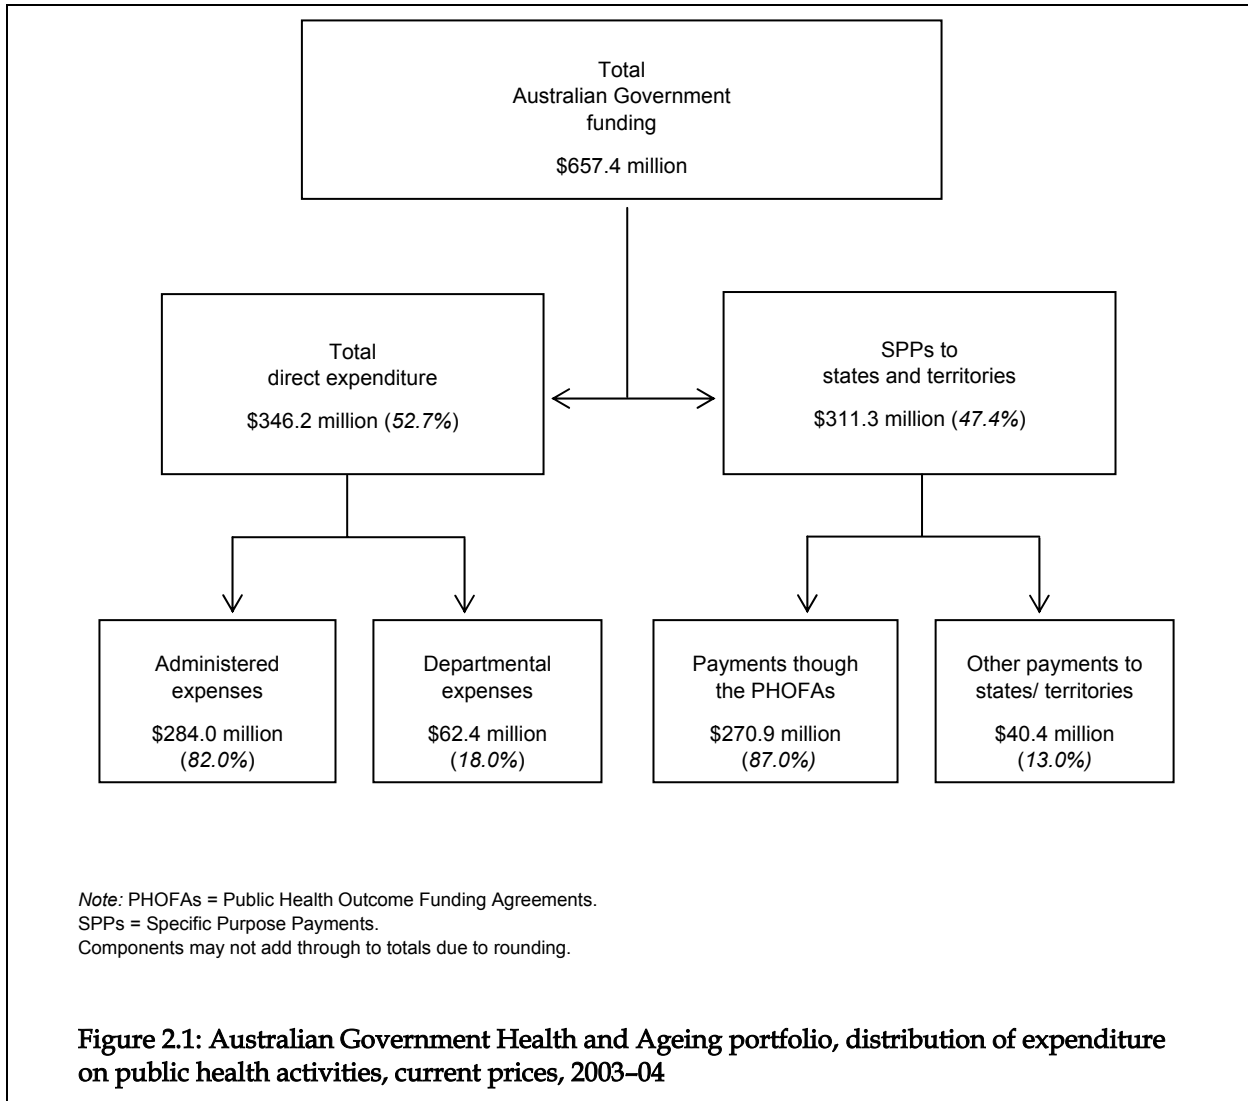 Total
Australian Government
funding
$657.4 million
Total
direct expenditure
$346.2 million (52.7%)
SPPs to
states and territories
$311.3 million (47.4%)
Administered
expenses
$284.0 million
(82.0%)
Departmental
expenses
$62.4 million
(18.0%)
Payments though
the PHOFAs
$270.9 million
(87.0%)
Other payments to
states/ territories
$40.4 million
(13.0%)
Note: PHOFAs = Public Health Outcome Funding Agreements.
SPPs = Specific Purpose Payments.
Components may not add through to totals due to rounding.
Figure 2.1: Australian Government Health and Ageing portfolio, distribution of expenditure
on public health activities, current prices, 2003–04